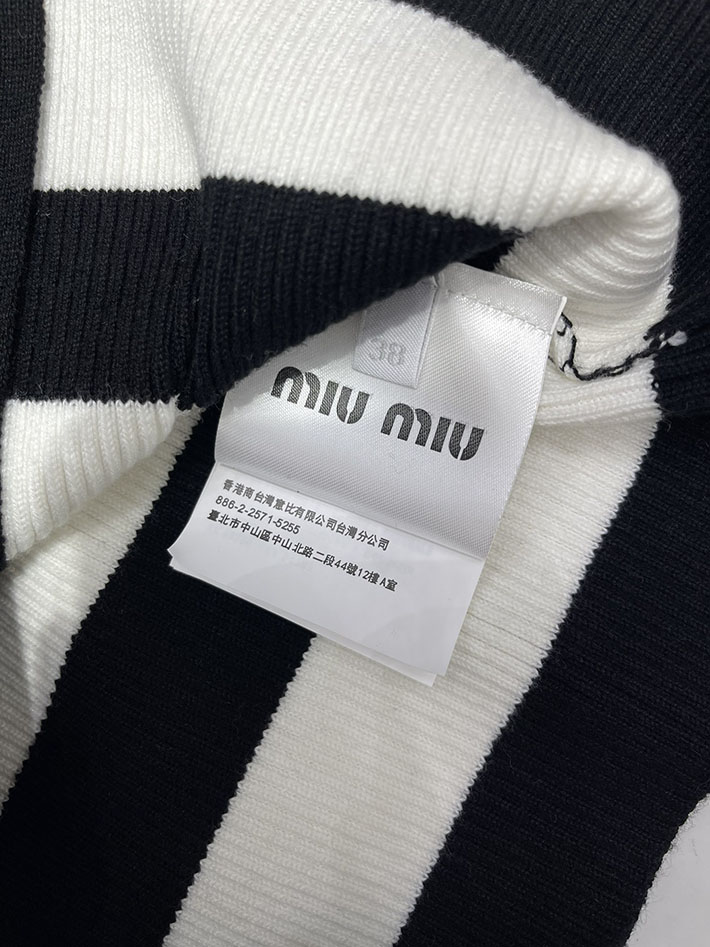 38
miu miu
香港商台灣意比有限公司台灣分公司
886-2-2571-5255
臺北市中山區中山北路二段44號12樓A室